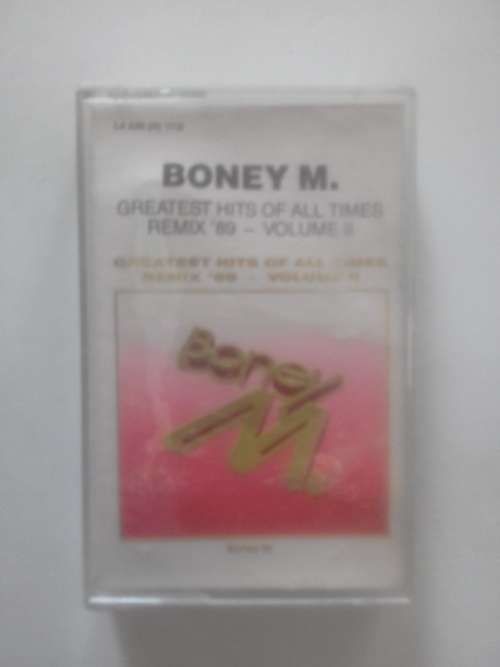 BONEY M.
GREATEST HITS OF ALL TIMES
REMIX '89 – VOLUME II
GREATEST HITS OF ALL TIMES
REMIX '89 – VOLUME II
Boney
M.
Boney M.